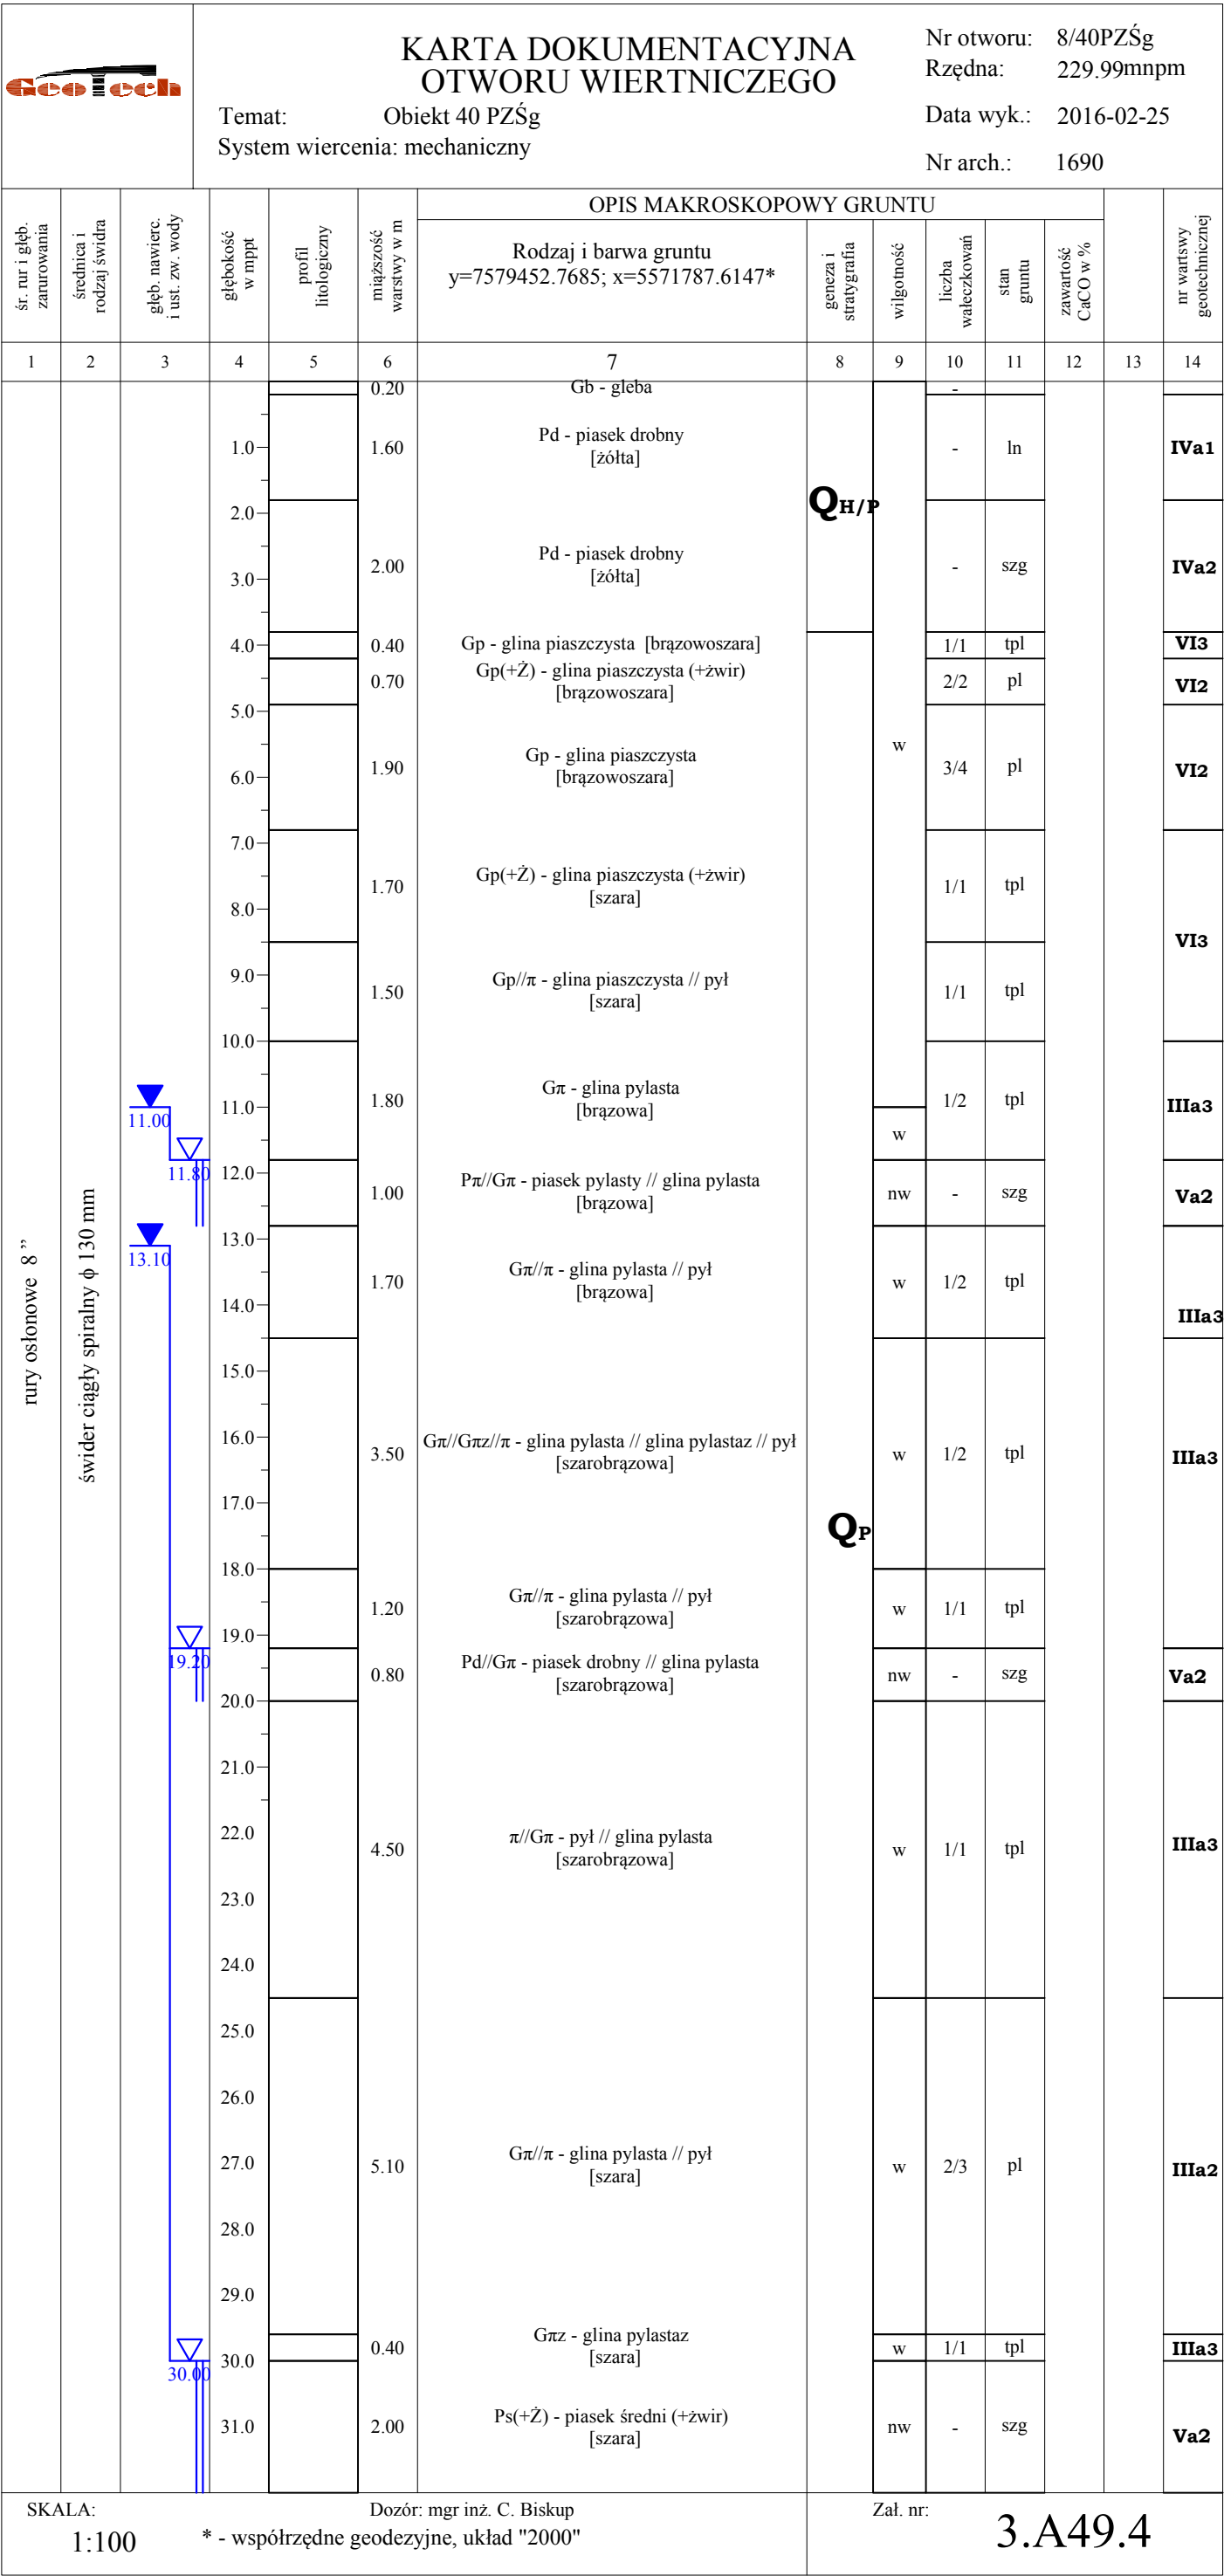 GeoTech
KARTA DOKUMENTACYJNA
OTWORU WIERTNICZEGO
Temat: Obiekt 40 PZŚg
System wiercenia: mechaniczny
Nr otworu: 8/40PZŚg
Rzędna: 229.99mnpm
Data wyk.: 2016-02-25
Nr arch.: 1690
śr. rur i głęb.
zarurowania
średnica i
rodzaj świdra
głęb. nawierc.
i ust. zw. wody
głębokość
w mppt
profil
litologiczny
miąższość
warstwy w m
OPIS MAKROSKOPOWY GRUNTU
Rodzaj i barwa gruntu
y=7579452.7685; x=5571787.6147*
geneza i
stratygrafia
wilgotność
liczba
wałeczkowań
stan
gruntu
zawartość
CaCO w %
nr wartswy
geotechnicznej
1 2 3 4 5 6 7 8 9 10 11 12 13 14
0.20 Gb - gleba -
1.0 1.60 Pd - piasek drobny - ln IVa1
[żółta]
QH/P
2.0
2.00 Pd - piasek drobny - szg IVa2
[żółta]
3.0
4.0 0.40 Gp - glina piaszczysta [brązowoszara] 1/1 tpl VI3
0.70 Gp(+Ż) - glina piaszczysta (+żwir) 2/2 pl VI2
[brązowoszara]
5.0
w
1.90 Gp - glina piaszczysta 3/4 pl VI2
[brązowoszara]
6.0
7.0
1.70 Gp(+Ż) - glina piaszczysta (+żwir) 1/1 tpl
[szara]
8.0
VI3
9.0
1.50 Gp//π - glina piaszczysta // pył 1/1 tpl
[szara]
10.0
11.0 1.80 Gπ - glina pylasta 1/2 tpl IIIa3
[brązowa]
11.00
w
11.80
12.0
1.00 Pπ//Gπ - piasek pylasty // glina pylasta nw - szg Va2
[brązowa]
13.0
13.10
1.70 Gπ//π - glina pylasta // pył w 1/2 tpl
[brązowa]
14.0
IIIa3
rury osłonowe 8 ”
świder ciągły spiralny ϕ 130 mm
15.0
16.0
3.50 Gπ//Gπz//π - glina pylasta // glina pylastaz // pył w 1/2 tpl IIIa3
[szarobrązowa]
17.0
QP
18.0
1.20 Gπ//π - glina pylasta // pył w 1/1 tpl
[szarobrązowa]
19.0
19.20
0.80 Pd//Gπ - piasek drobny // glina pylasta nw - szg Va2
[szarobrązowa]
20.0
21.0
22.0
4.50 π//Gπ - pył // glina pylasta w 1/1 tpl IIIa3
[szarobrązowa]
23.0
24.0
25.0
26.0
27.0 5.10 Gπ//π - glina pylasta // pył w 2/3 pl IIIa2
[szara]
28.0
29.0
0.40 Gπz - glina pylastaz w 1/1 tpl IIIa3
[szara]
30.0
30.00
31.0 2.00 Ps(+Ż) - piasek średni (+żwir) nw - szg Va2
[szara]
SKALA:
1:100
Dozór: mgr inż. C. Biskup
* - współrzędne geodezyjne, układ "2000"
Zał. nr:
3.A49.4